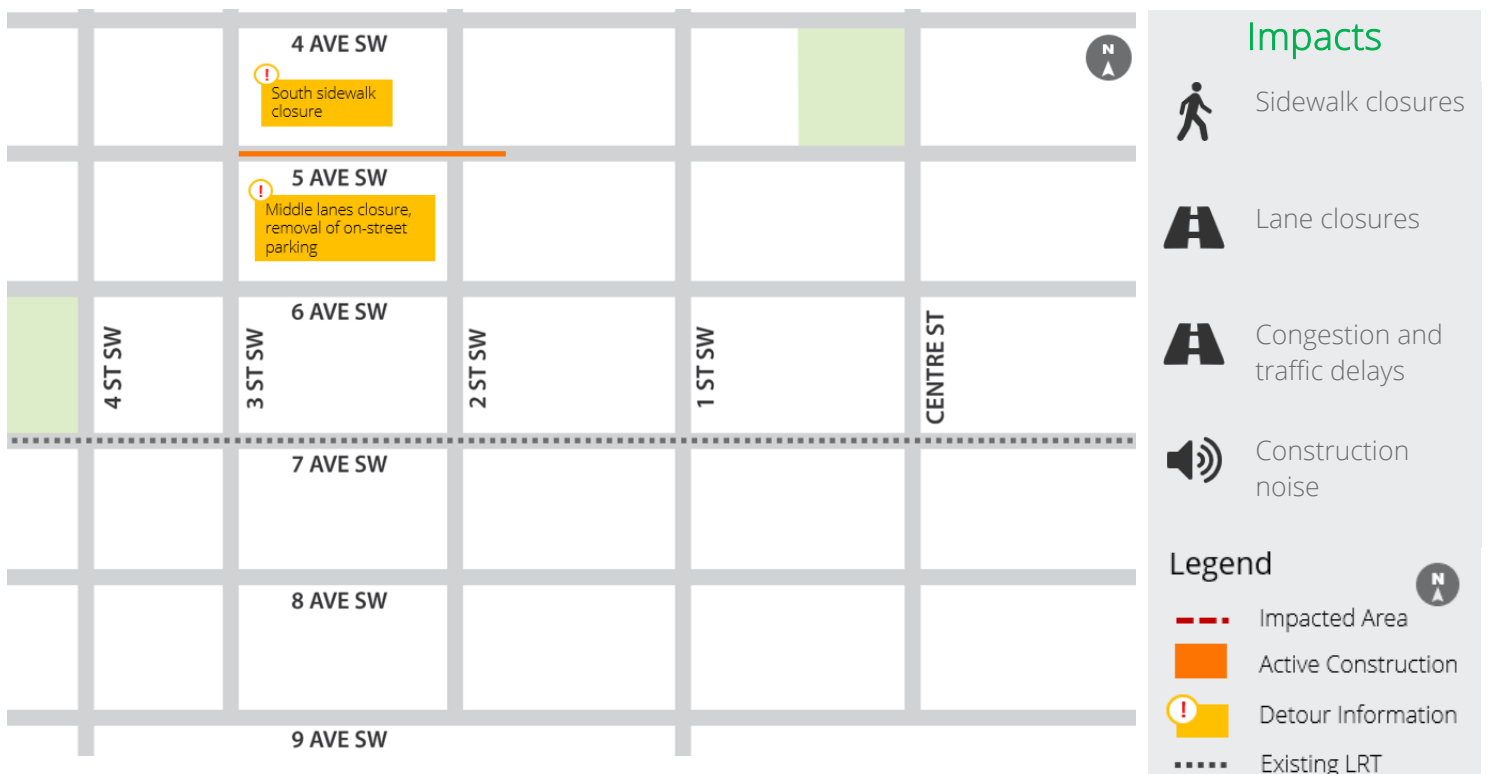 4 AVE SW
N
!
South sidewalk
closure
5 AVE SW
!
Middle lanes closure,
removal of on-street
parking
6 AVE SW
4 ST SW
3 ST SW
2 ST SW
1 ST SW
CENTRE ST
7 AVE SW
8 AVE SW
9 AVE SW
Impacts
Sidewalk closures
Lane closures
Congestion and
traffic delays
Construction
noise
Legend
N
Impacted Area
Active Construction
!
Detour Information
Existing LRT